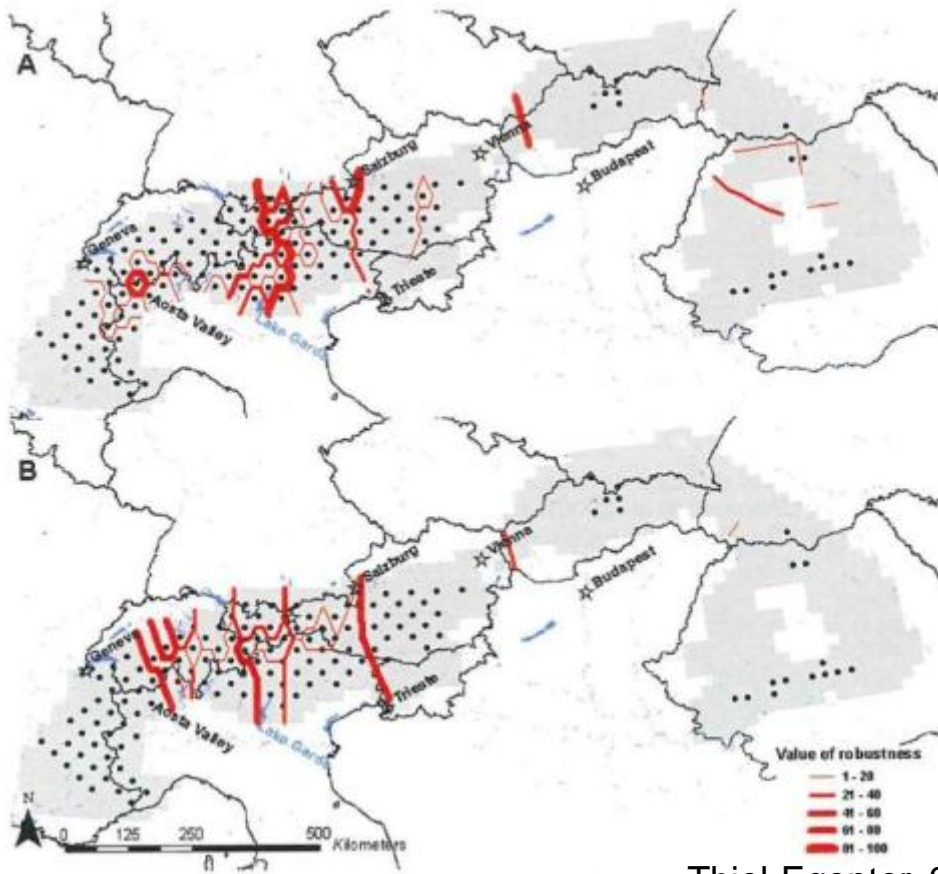 A
Vienna
Salzburg
Budapest
Geneva
Trieste
Aosta Valley
Lake Garda
B
Vienna
Salzburg
Budapest
Geneva
Trieste
Aosta Valley
Lake Garda
Value of robustness
1 - 20
21 - 40
41 - 60
61 - 80
81 - 100
N
0 125 250 500
Kilometers